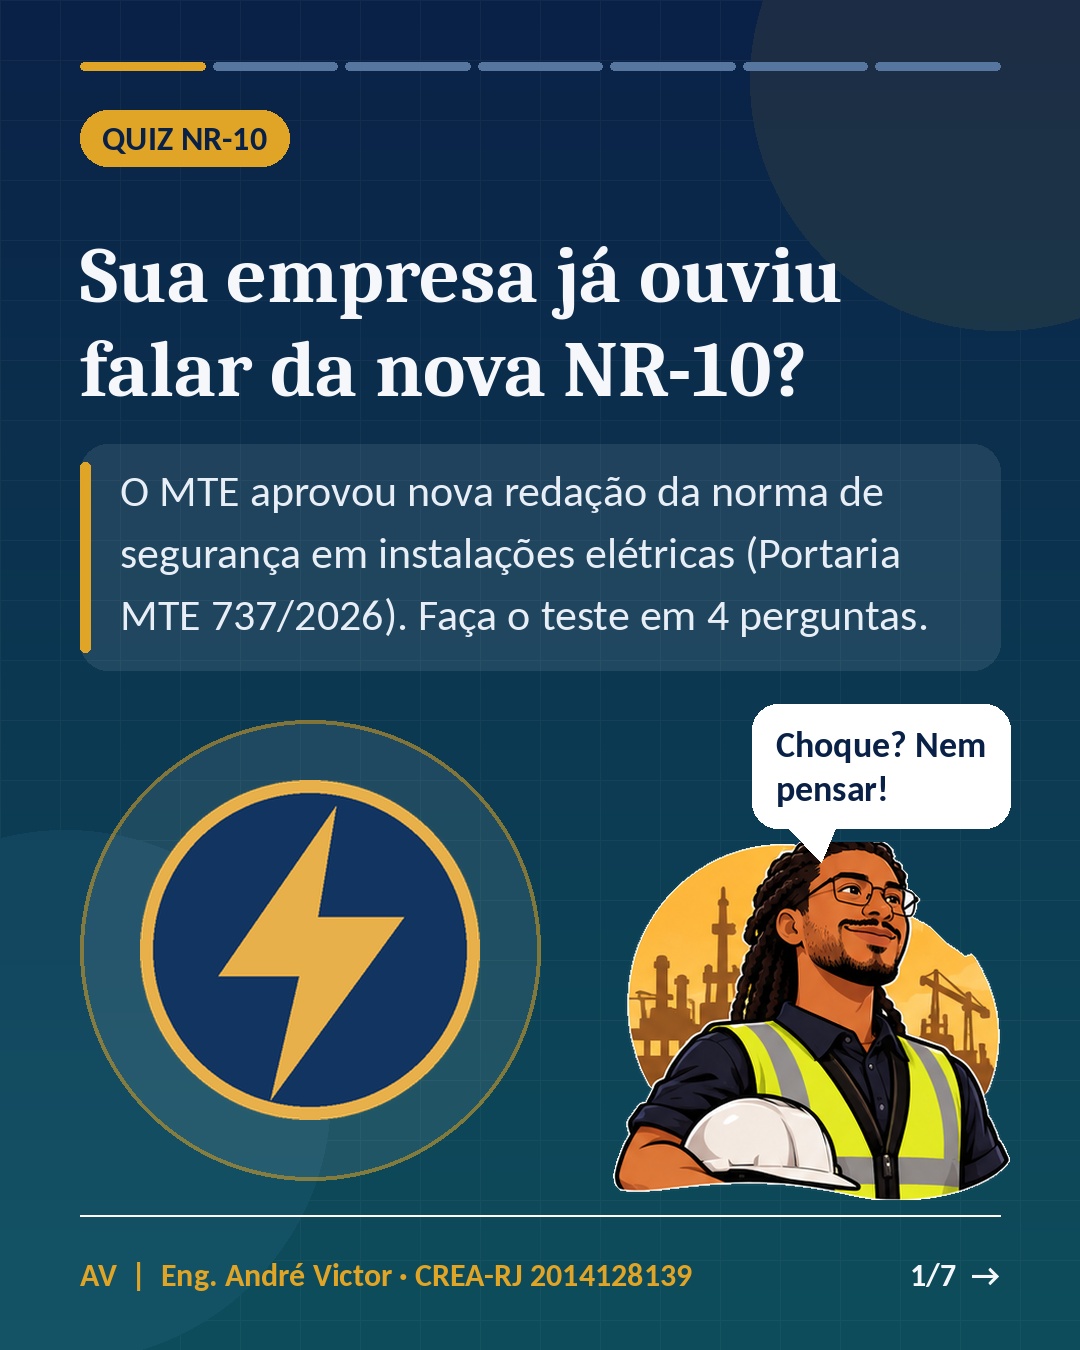 QUIZ NR-10
Sua empresa já ouviu
falar da nova NR-10?
O MTE aprovou nova redação da norma de
segurança em instalações elétricas (Portaria
MTE 737/2026). Faça o teste em 4 perguntas.
Choque? Nem
pensar!
AV | Eng. André Victor · CREA-RJ 2014128139
1/7 →